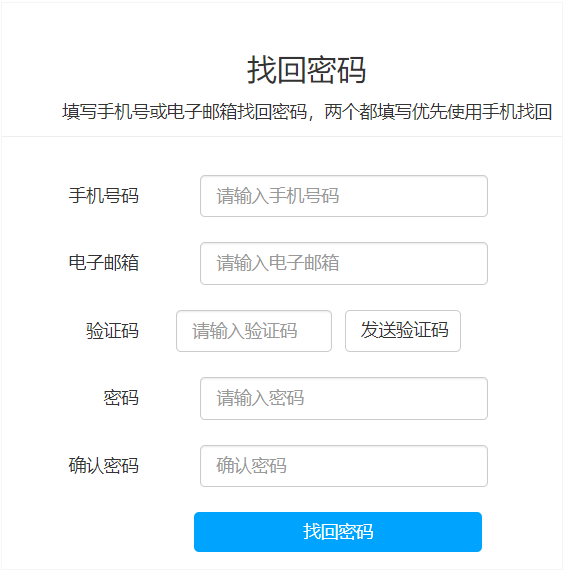 找回密码
填写手机号或电子邮箱找回密码，两个都填写优先使用手机找回
手机号码 请输入手机号码
电子邮箱 请输入电子邮箱
验证码 请输入验证码 发送验证码
密码 请输入密码
确认密码 确认密码
找回密码